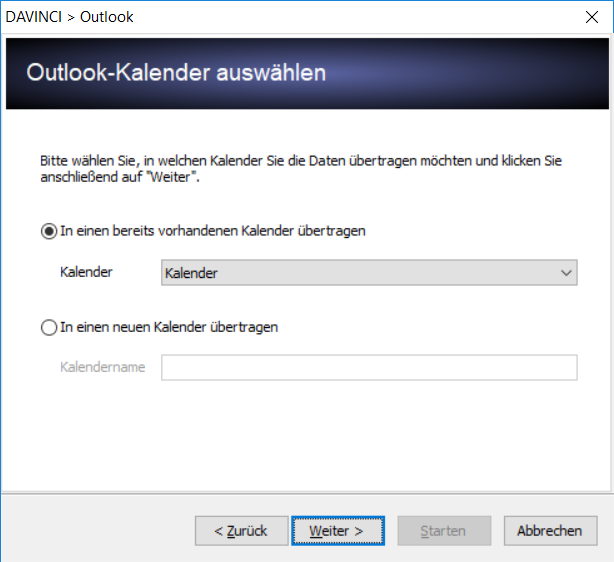 DAVINCI > Outlook
Outlook-Kalender auswählen
Bitte wählen Sie, in welchen Kalender Sie die Daten übertragen möchten und klicken Sie
anschließend auf "Weiter".
In einen bereits vorhandenen Kalender übertragen
Kalender Kalender
In einen neuen Kalender übertragen
Kalendername
< Zurück Weiter > Starten Abbrechen